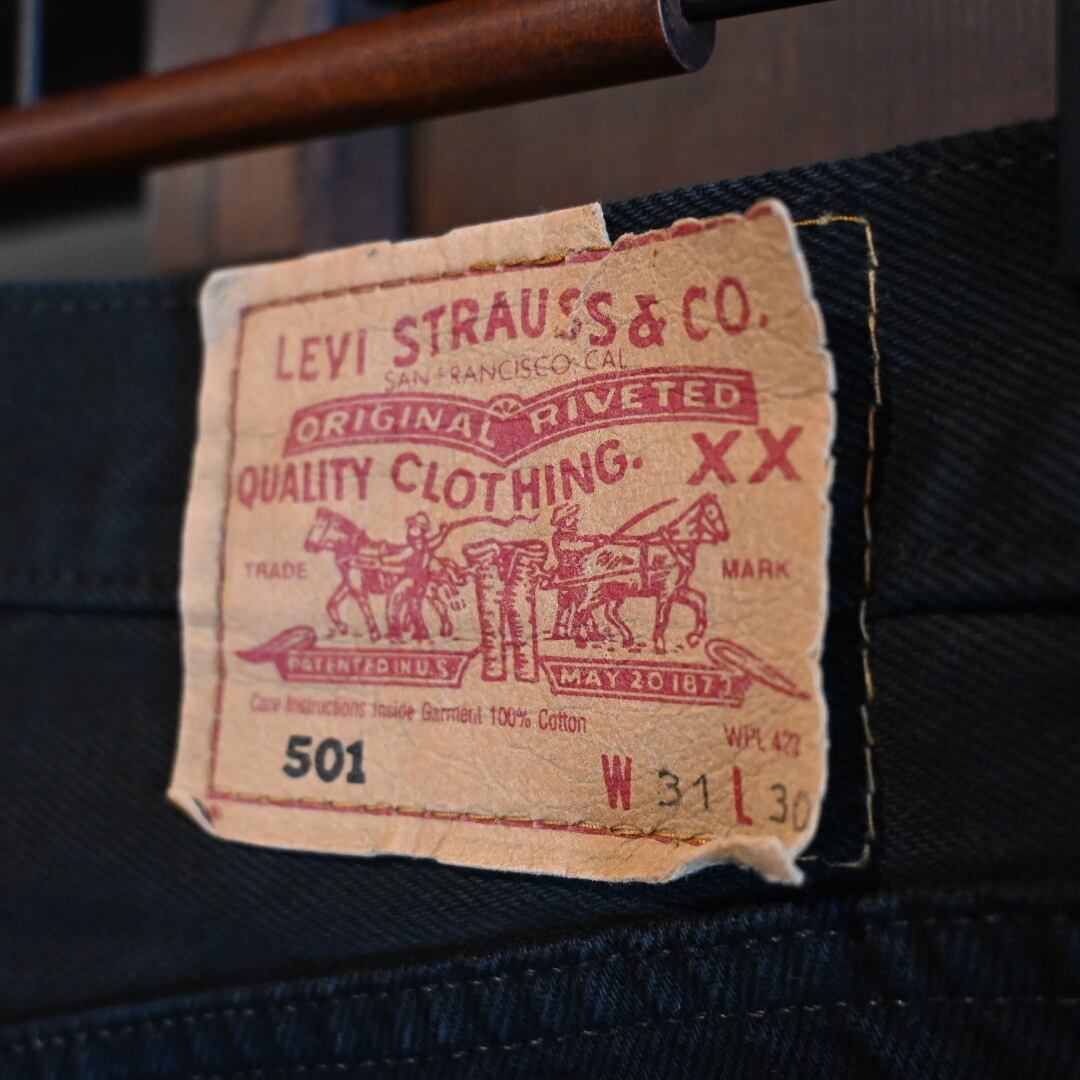 LEVI STRAUSS & CO.
SAN FRANCISCO CAL
ORIGINAL RIVETED
QUALITY CLOTHING. XX
TRADE MARK
PATENTED IN U.S. MAY 20 1873
Care Instructions Inside Garment 100% Cotton
WPL 423
501
W 31 L 30